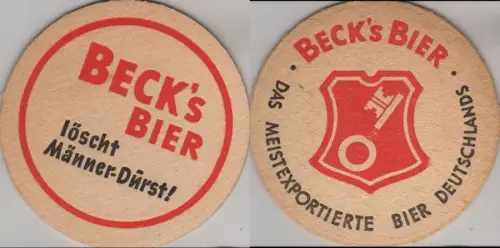 BECK's
BIER
löscht
Männer-Durst!
· BECK's BIER ·
DAS MEISTEXPORTIERTE BIER DEUTSCHLANDS